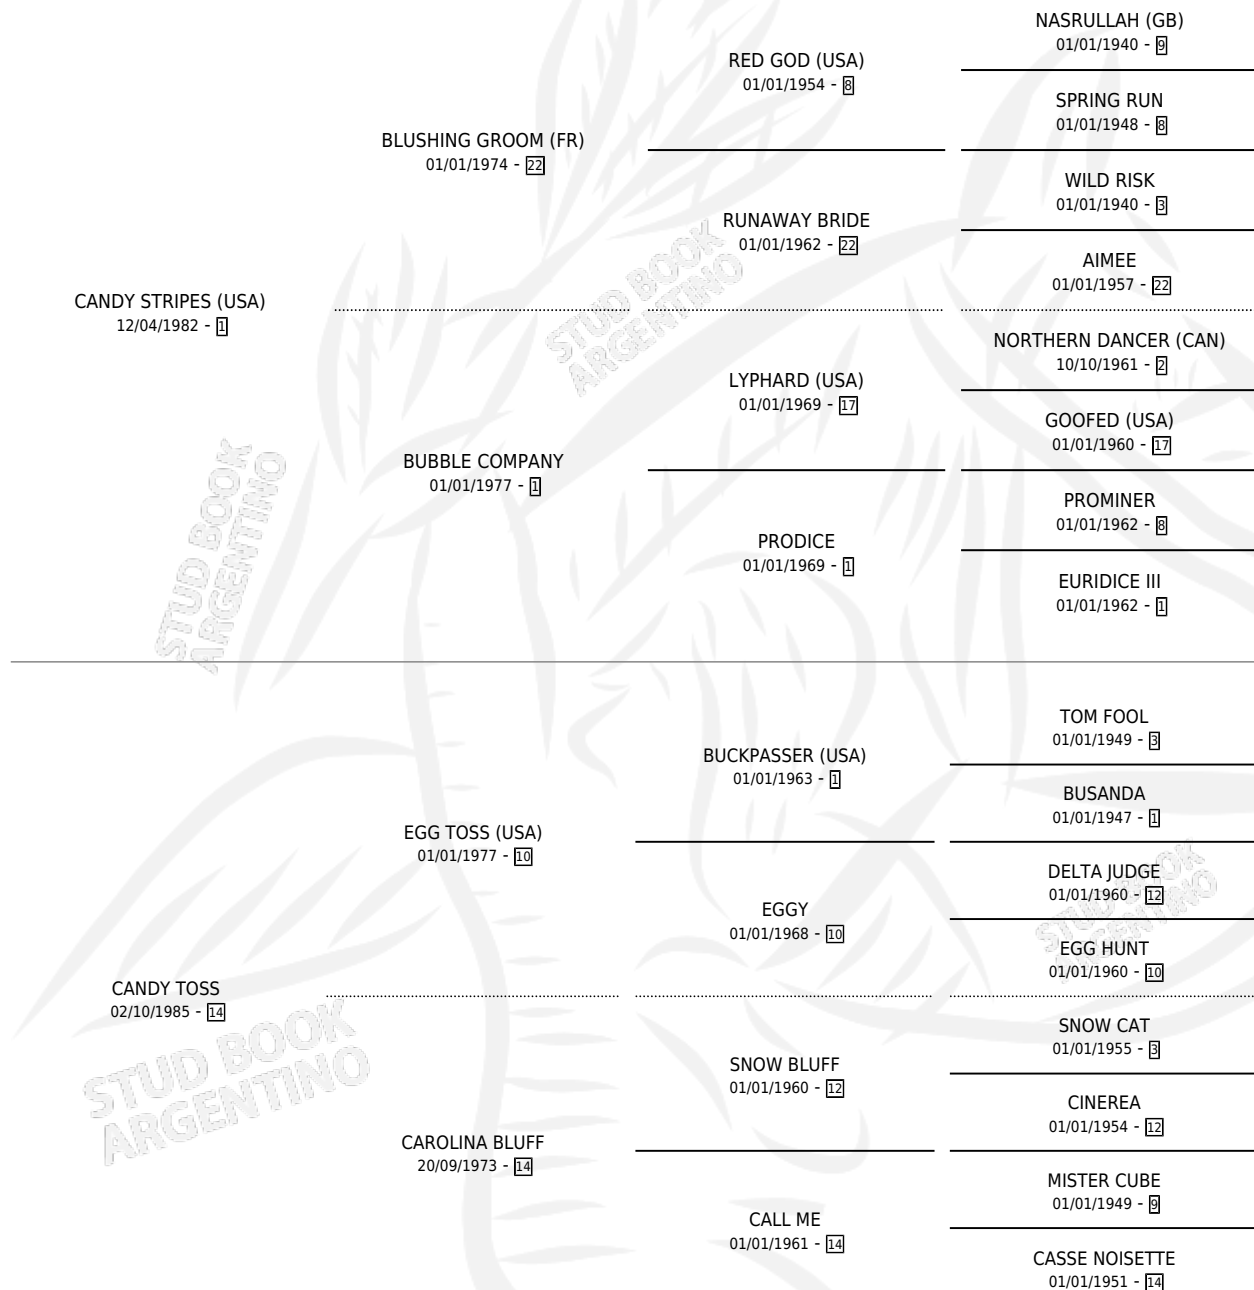 NASRULLAH (GB)
01/01/1940 - 9
RED GOD (USA)
01/01/1954 - 8
SPRING RUN
01/01/1948 - 8
BLUSHING GROOM (FR)
01/01/1974 - 22
WILD RISK
01/01/1940 - 3
RUNAWAY BRIDE
01/01/1962 - 22
AIMEE
01/01/1957 - 22
CANDY STRIPES (USA)
12/04/1982 - 1
NORTHERN DANCER (CAN)
10/10/1961 - 2
LYPHARD (USA)
01/01/1969 - 17
GOOFED (USA)
01/01/1960 - 17
BUBBLE COMPANY
01/01/1977 - 1
PROMINER
01/01/1962 - 8
PRODICE
01/01/1969 - 1
EURIDICE III
01/01/1962 - 1
TOM FOOL
01/01/1949 - 3
BUCKPASSER (USA)
01/01/1963 - 1
BUSANDA
01/01/1947 - 1
EGG TOSS (USA)
01/01/1977 - 10
DELTA JUDGE
01/01/1960 - 12
EGGY
01/01/1968 - 10
EGG HUNT
01/01/1960 - 10
CANDY TOSS
02/10/1985 - 14
SNOW CAT
01/01/1955 - 3
SNOW BLUFF
01/01/1960 - 12
CINEREA
01/01/1954 - 12
CAROLINA BLUFF
20/09/1973 - 14
MISTER CUBE
01/01/1949 - 9
CALL ME
01/01/1961 - 14
CASSE NOISETTE
01/01/1951 - 14
STUD BOOK
ARGENTINO
STUD BOOK
ARGENTINO
STUD BOOK
ARGENTINO
STUD BOOK
ARGENTINO